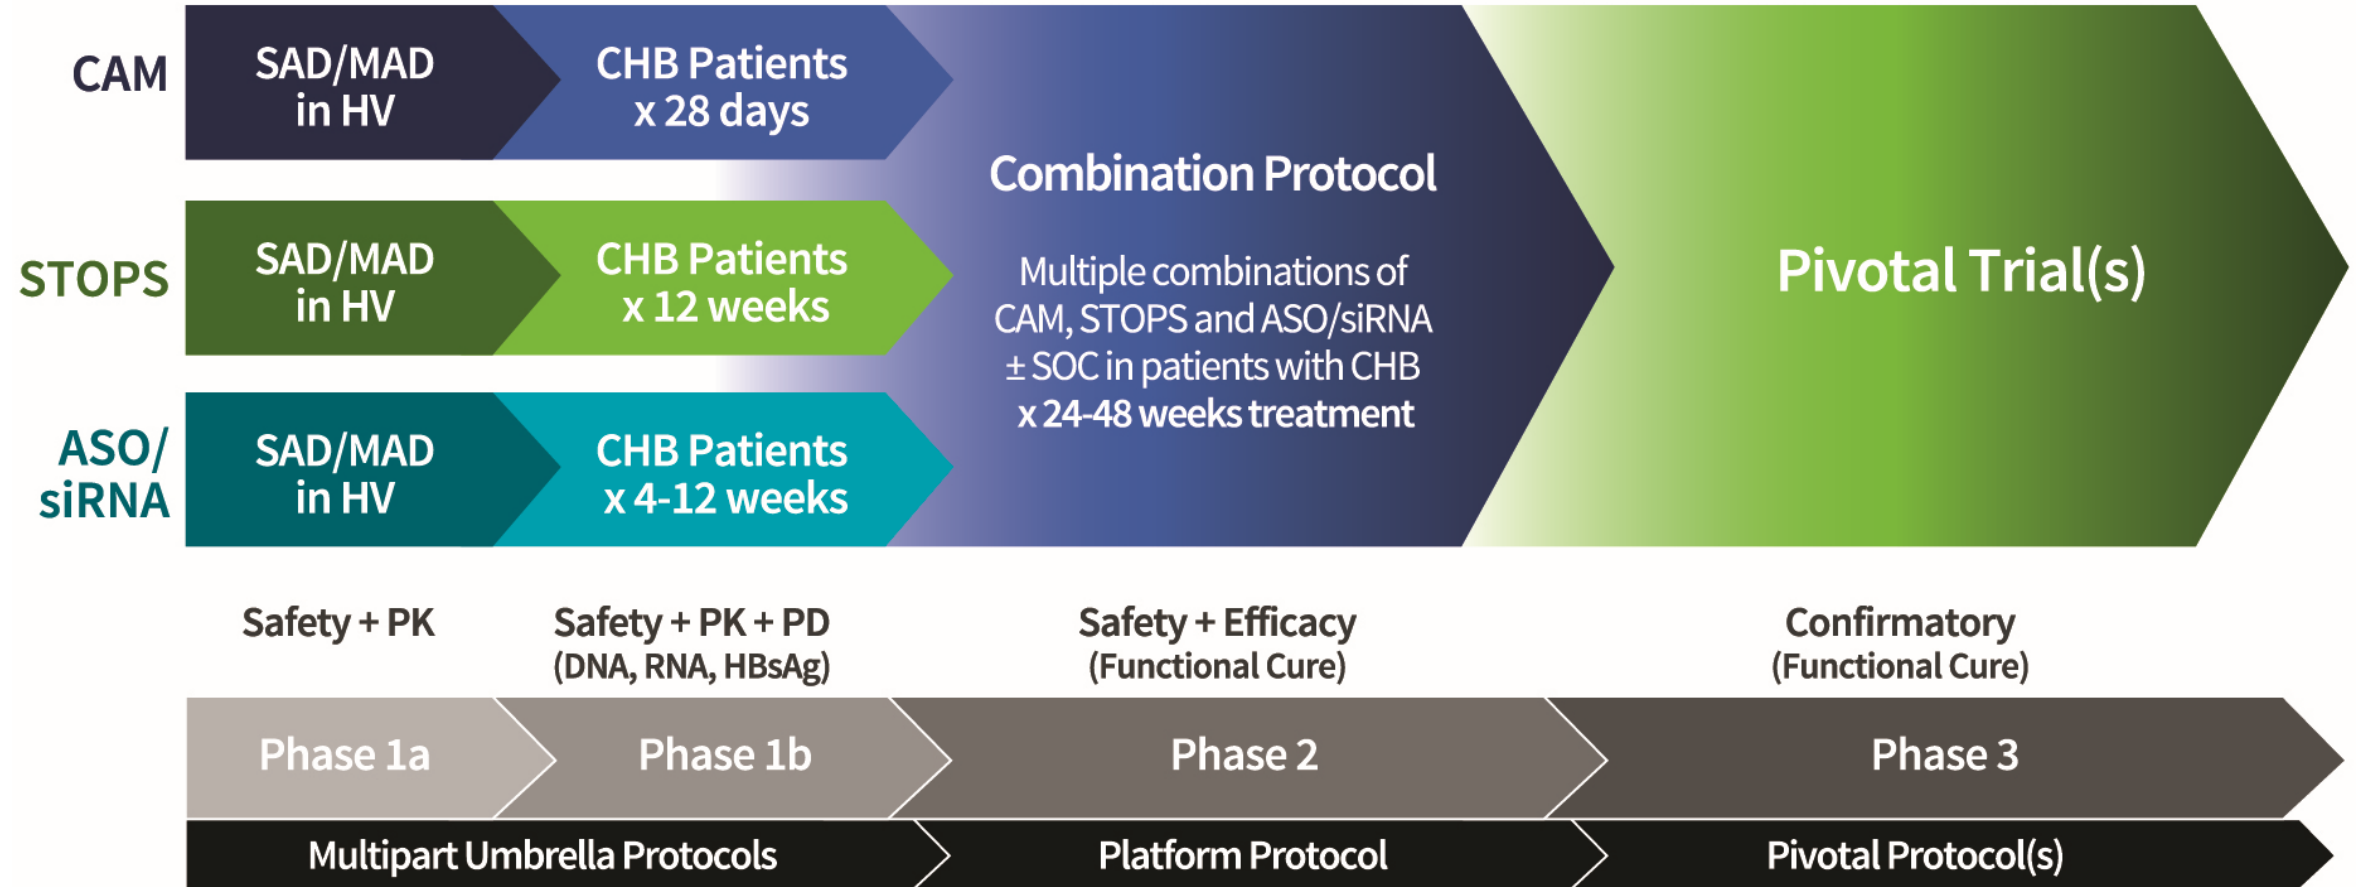 CAM
SAD/MAD
in HV
CHB Patients
x 28 days
STOPS
SAD/MAD
in HV
CHB Patients
x 12 weeks
ASO/
siRNA
SAD/MAD
in HV
CHB Patients
x 4-12 weeks
Combination Protocol
Multiple combinations of
CAM, STOPS and ASO/siRNA
± SOC in patients with CHB
x 24-48 weeks treatment
Pivotal Trial(s)
Safety + PK
Safety + PK + PD
(DNA, RNA, HBsAg)
Safety + Efficacy
(Functional Cure)
Confirmatory
(Functional Cure)
Phase 1a
Phase 1b
Phase 2
Phase 3
Multipart Umbrella Protocols
Platform Protocol
Pivotal Protocol(s)